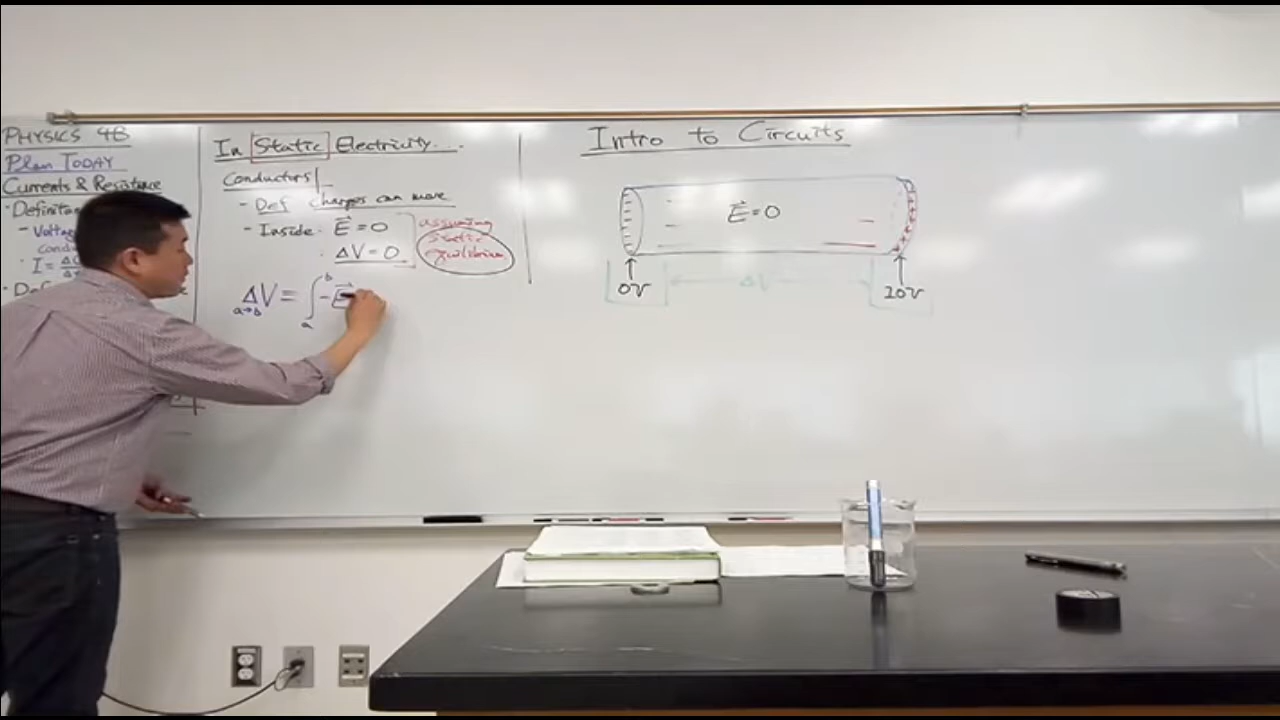 PHYSICS 4B
Plan TODAY
Currents & Resistance
In Static Electricity...
Conductors
- Def charges can move
- Inside: E⃗ = 0
∴ ΔV = 0
assuming
static
equilibrium
ΔV = ∫ - E⃗
a→b
b
a
Intro to Circuits
E⃗ = 0
0V
ΔV